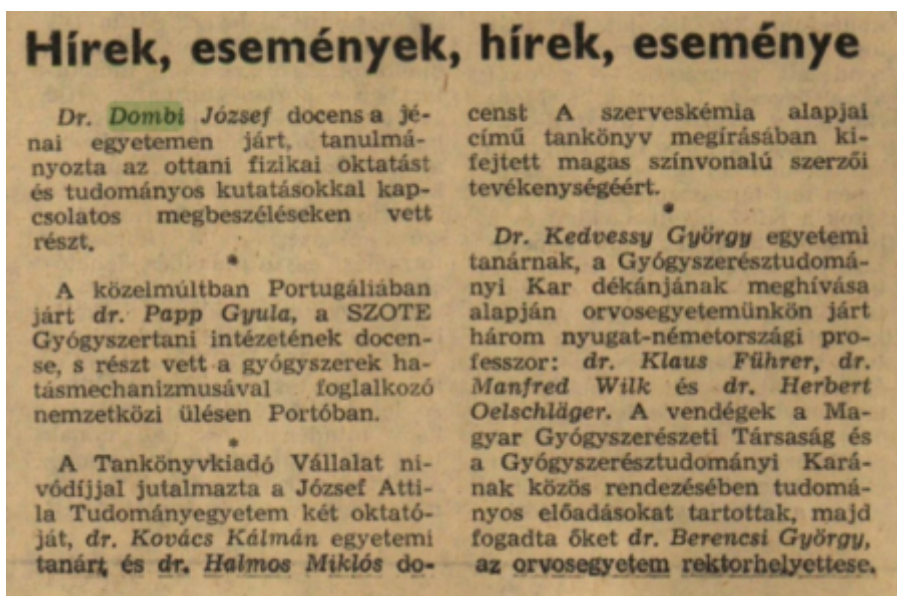 Hírek, események, hírek, eseménye
Dr. Dombi József docens a jé-
nai egyetemen járt, tanulmá-
nyozta az ottani fizikai oktatást
és tudományos kutatásokkal kap-
csolatos megbeszéléseken vett
részt.
*
A közelmúltban Portugáliában
járt dr. Papp Gyula, a SZOTE
Gyógyszertani intézetének docen-
se, s részt vett a gyógyszerek ha-
tásmechanizmusával foglalkozó
nemzetközi ülésen Portóban.
*
A Tankönyvkiadó Vállalat ni-
vódíjjal jutalmazta a József Atti-
la Tudományegyetem két oktató-
ját, dr. Kovács Kálmán egyetemi
tanárt és dr. Halmos Miklós do-
censt A szerveskémia alapjai
című tankönyv megírásában ki-
fejtett magas színvonalú szerzői
tevékenységéért.
*
Dr. Kedvessy György egyetemi
tanárnak, a Gyógyszerésztudomá-
nyi Kar dékánjának meghívása
alapján orvosegyetemünkön járt
három nyugat-németországi pro-
fesszor: dr. Klaus Führer, dr.
Manfred Wilk és dr. Herbert
Oelschläger. A vendégek a Ma-
gyar Gyógyszerészeti Társaság és
a Gyógyszerésztudományi Kará-
nak közös rendezésében tudomá-
nyos előadásokat tartottak, majd
fogadta őket dr. Berencsi György,
az orvosegyetem rektorhelyettese.